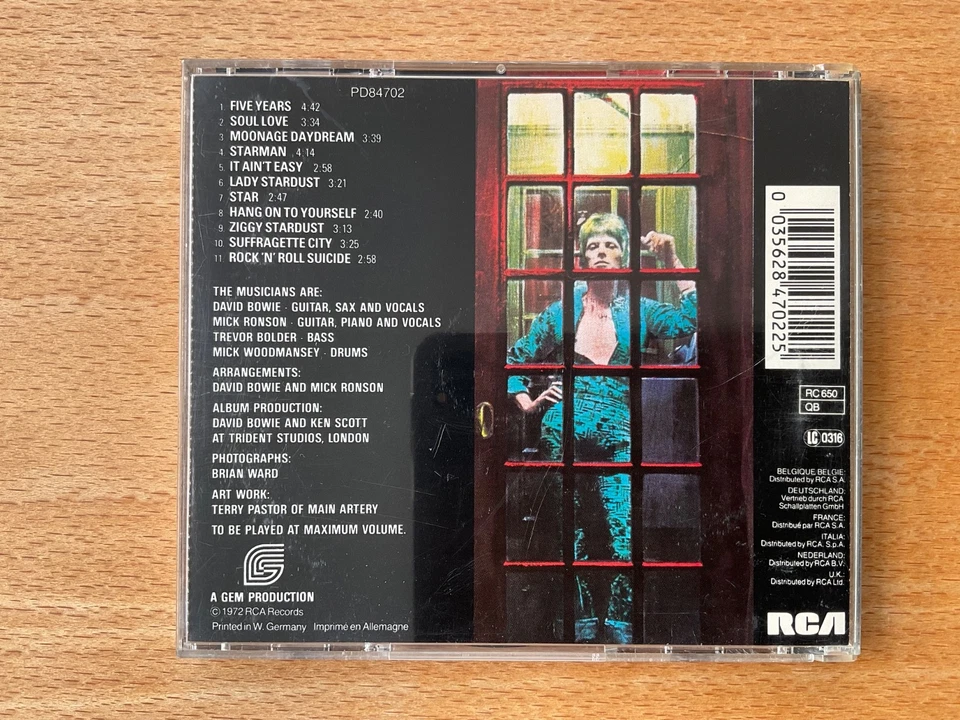 PD84702
1 FIVE YEARS 4:42
2 SOUL LOVE 3:34
3 MOONAGE DAYDREAM 3:39
4 STARMAN 4:14
5. IT AIN'T EASY 2:58
6 LADY STARDUST 3:21
7 STAR 2:47
8 HANG ON TO YOURSELF 2:40
9 ZIGGY STARDUST 3:13
10 SUFFRAGETTE CITY 3:25
11 ROCK 'N' ROLL SUICIDE 2:58
THE MUSICIANS ARE:
DAVID BOWIE · GUITAR, SAX AND VOCALS
MICK RONSON · GUITAR, PIANO AND VOCALS
TREVOR BOLDER · BASS
MICK WOODMANSEY · DRUMS
ARRANGEMENTS:
DAVID BOWIE AND MICK RONSON
ALBUM PRODUCTION:
DAVID BOWIE AND KEN SCOTT
AT TRIDENT STUDIOS, LONDON
PHOTOGRAPHS:
BRIAN WARD
ART WORK:
TERRY PASTOR OF MAIN ARTERY
TO BE PLAYED AT MAXIMUM VOLUME.
A GEM PRODUCTION
© 1972 RCA Records
Printed in W. Germany Imprimé en Allemagne
0 035628 470225
RC 650
QB
LC 0316
BELGIQUE, BELGIE:
Distributed by RCA S.A.
DEUTSCHLAND:
Vertrieb durch RCA
Schallplatten GmbH
FRANCE:
Distribué par RCA S.A.
ITALIA:
Distributed by RCA. S.p.A.
NEDERLAND:
Distributed by RCA B.V.
U.K.:
Distributed by RCA Ltd.
RCA